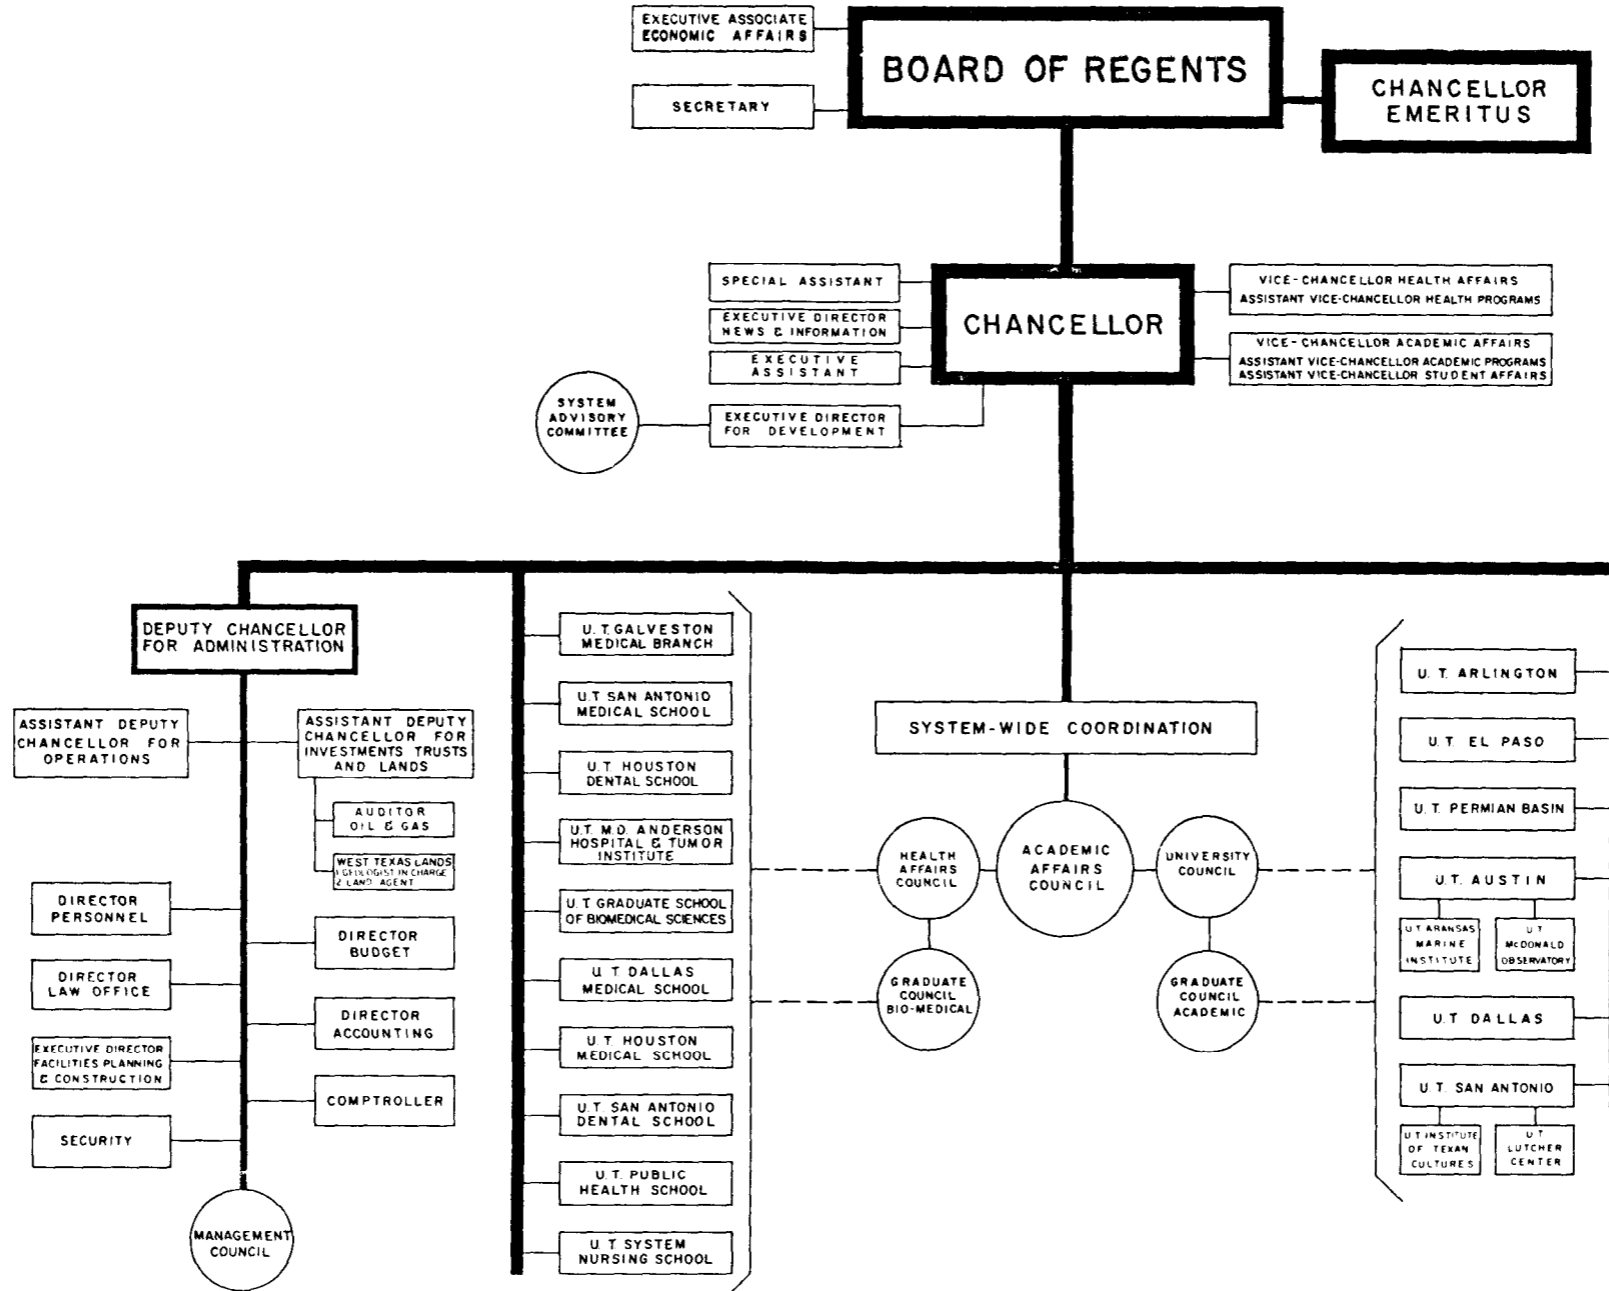 EXECUTIVE ASSOCIATE
ECONOMIC AFFAIRS
SECRETARY
BOARD OF REGENTS
CHANCELLOR
EMERITUS
SPECIAL ASSISTANT
EXECUTIVE DIRECTOR
NEWS & INFORMATION
EXECUTIVE
ASSISTANT
EXECUTIVE DIRECTOR
FOR DEVELOPMENT
SYSTEM
ADVISORY
COMMITTEE
CHANCELLOR
VICE-CHANCELLOR HEALTH AFFAIRS
ASSISTANT VICE-CHANCELLOR HEALTH PROGRAMS
VICE-CHANCELLOR ACADEMIC AFFAIRS
ASSISTANT VICE-CHANCELLOR ACADEMIC PROGRAMS
ASSISTANT VICE-CHANCELLOR STUDENT AFFAIRS
DEPUTY CHANCELLOR
FOR ADMINISTRATION
ASSISTANT DEPUTY
CHANCELLOR FOR
OPERATIONS
ASSISTANT DEPUTY
CHANCELLOR FOR
INVESTMENTS TRUSTS
AND LANDS
AUDITOR
OIL & GAS
WEST TEXAS LANDS
1 GEOLOGIST IN CHARGE
2 LAND AGENT
DIRECTOR
PERSONNEL
DIRECTOR
BUDGET
DIRECTOR
LAW OFFICE
DIRECTOR
ACCOUNTING
EXECUTIVE DIRECTOR
FACILITIES PLANNING
& CONSTRUCTION
COMPTROLLER
SECURITY
MANAGEMENT
COUNCIL
U.T. GALVESTON
MEDICAL BRANCH
U.T SAN ANTONIO
MEDICAL SCHOOL
U.T. HOUSTON
DENTAL SCHOOL
U.T. M.D. ANDERSON
HOSPITAL & TUMOR
INSTITUTE
U.T GRADUATE SCHOOL
OF BIOMEDICAL SCIENCES
U.T. DALLAS
MEDICAL SCHOOL
U.T. HOUSTON
MEDICAL SCHOOL
U.T. SAN ANTONIO
DENTAL SCHOOL
U.T. PUBLIC
HEALTH SCHOOL
U.T SYSTEM
NURSING SCHOOL
SYSTEM-WIDE COORDINATION
HEALTH
AFFAIRS
COUNCIL
ACADEMIC
AFFAIRS
COUNCIL
UNIVERSITY
COUNCIL
GRADUATE
COUNCIL
BIO-MEDICAL
GRADUATE
COUNCIL
ACADEMIC
U.T. ARLINGTON
U.T. EL PASO
U.T. PERMIAN BASIN
U.T. AUSTIN
U.T ARANSAS
MARINE
INSTITUTE
U.T
McDONALD
OBSERVATORY
U.T DALLAS
U.T. SAN ANTONIO
U.T INSTITUTE
OF TEXAN
CULTURES
U.T
LUTCHER
CENTER